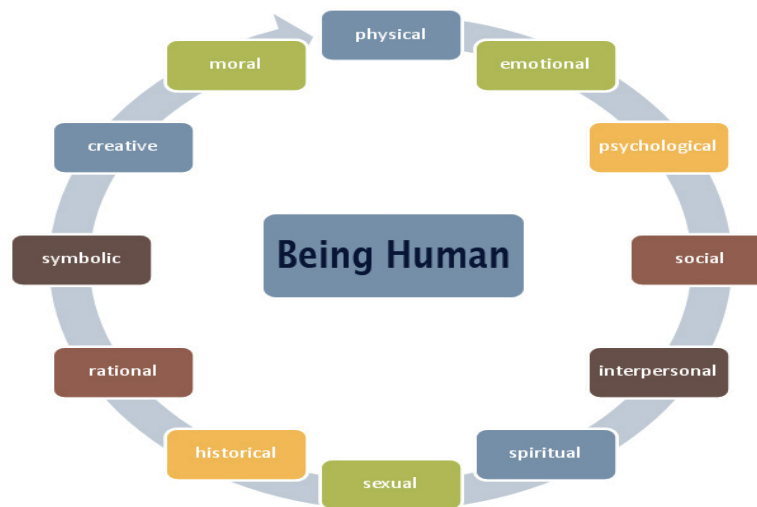 physical
emotional
psychological
social
interpersonal
spiritual
sexual
historical
rational
symbolic
creative
moral
Being Human